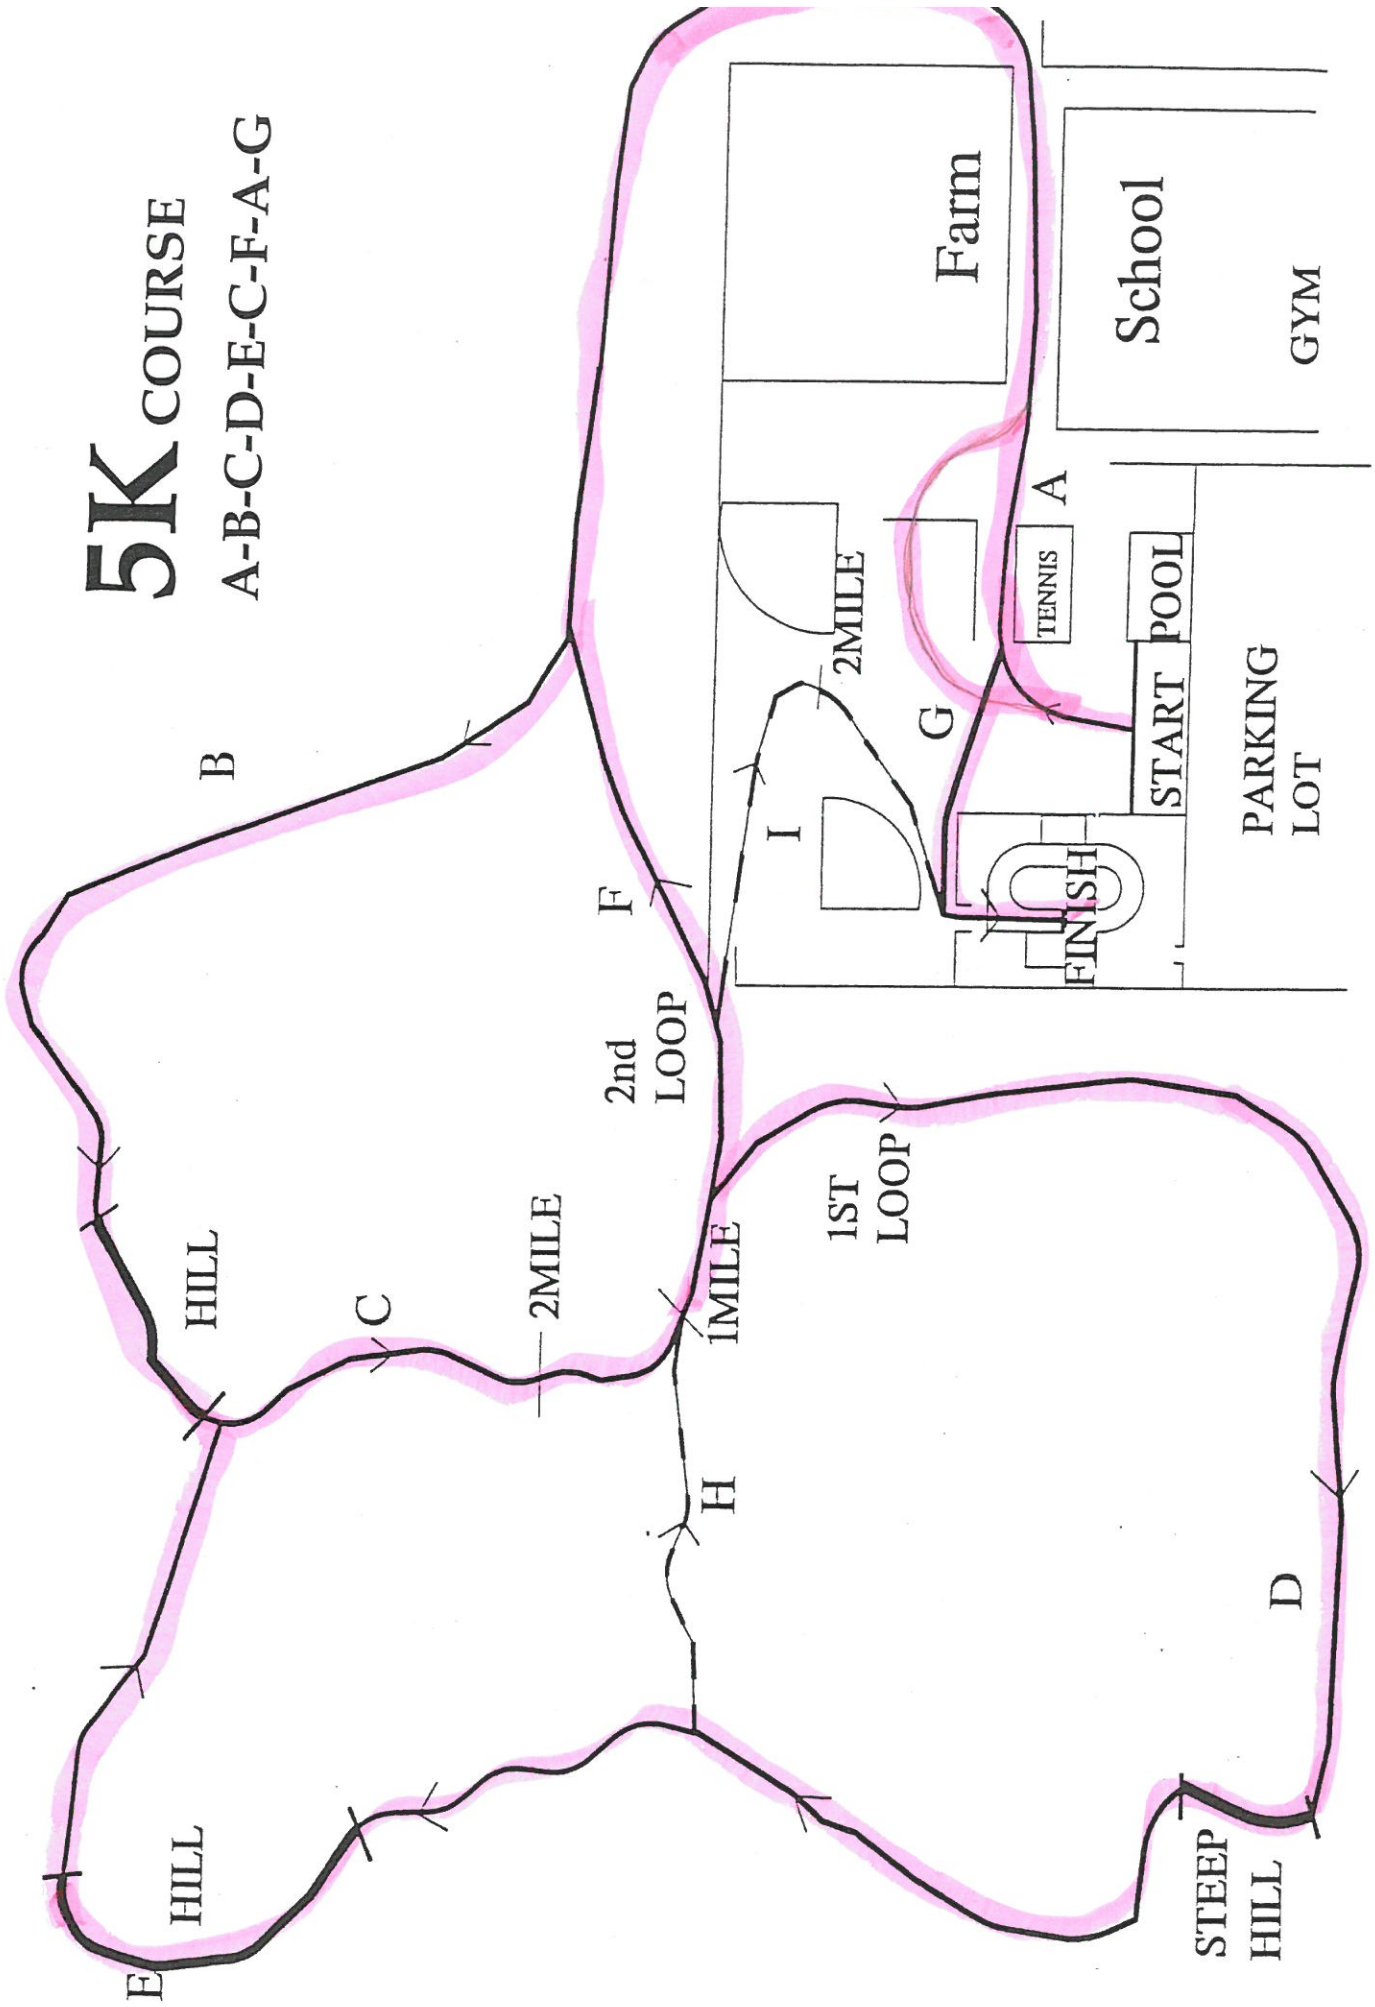 5K COURSE
A-B-C-D-E-C-F-A-G
B
HILL
HILL
E
C
2MILE
F
2nd
LOOP
1MILE
H
1ST
LOOP
D
STEEP
HILL
Farm
School
GYM
A
TENNIS
POOL
2MILE
G
I
START
FINISH
PARKING
LOT